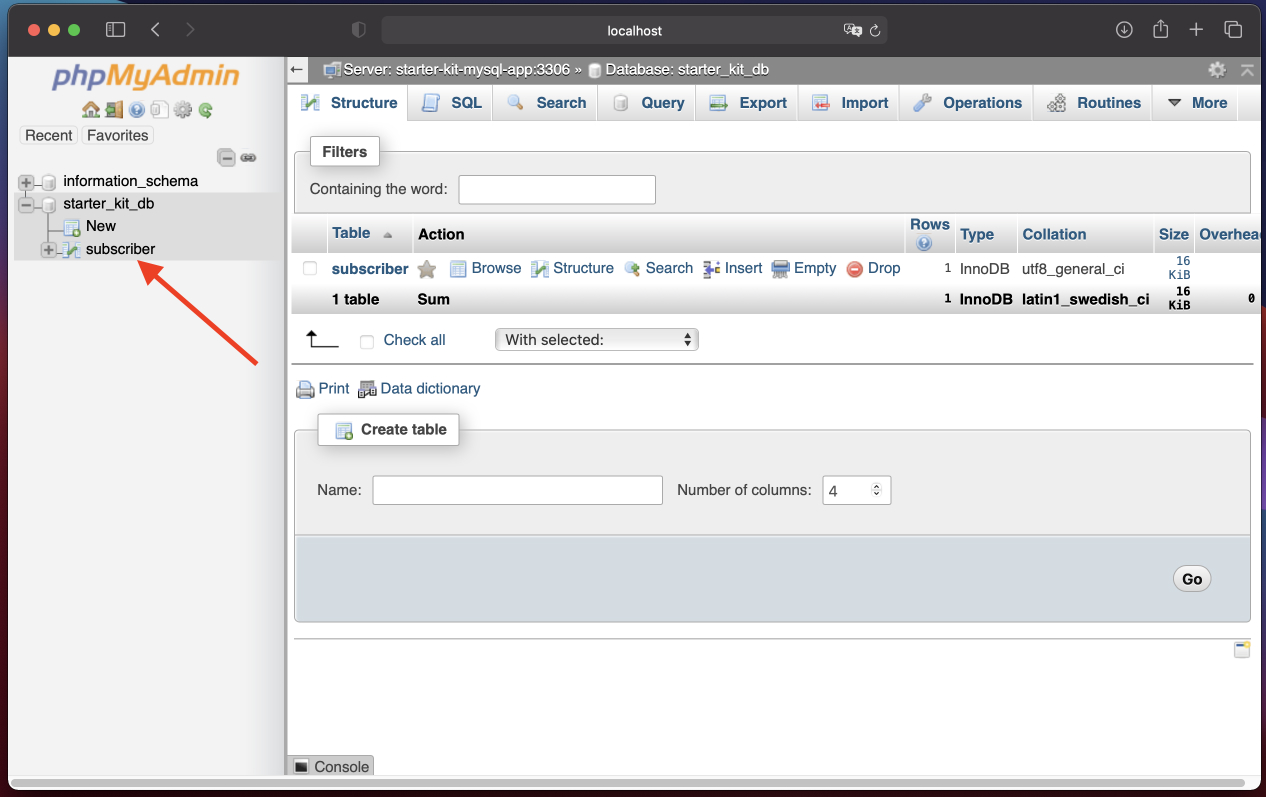 localhost
phpMyAdmin
Recent Favorites
information_schema
starter_kit_db
New
subscriber
Server: starter-kit-mysql-app:3306 » Database: starter_kit_db
Structure SQL Search Query Export Import Operations Routines More
Filters
Containing the word:
Table Action Rows Type Collation Size Overhea
subscriber Browse Structure Search Insert Empty Drop 1 InnoDB utf8_general_ci 16 KiB
1 table Sum 1 InnoDB latin1_swedish_ci 16 KiB 0
Check all With selected:
Print Data dictionary
Create table
Name: Number of columns: 4
Go
Console